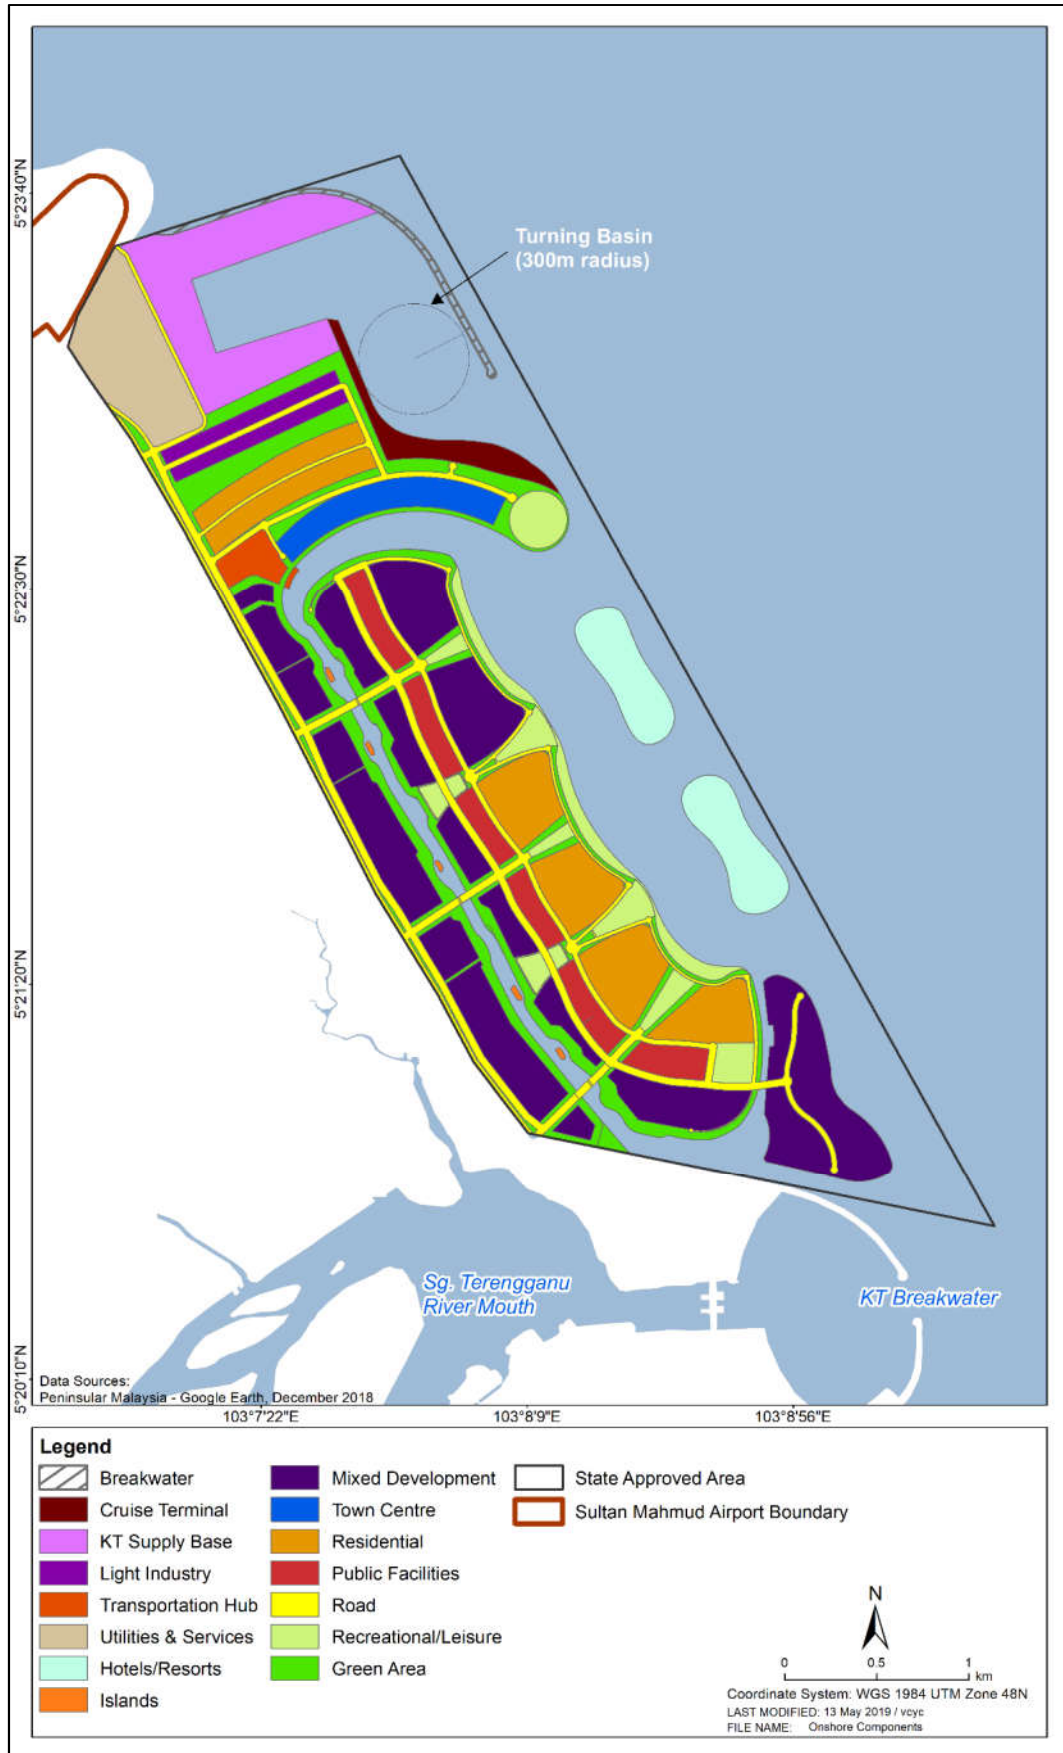 5°23'40"N
Turning Basin
(300m radius)
5°22'30"N
5°21'20"N
Sg. Terengganu
River Mouth
KT Breakwater
5°20'10"N
Data Sources:
Peninsular Malaysia - Google Earth, December 2018
103°7'22"E
103°8'9"E
103°8'56"E
Legend
Breakwater
Cruise Terminal
KT Supply Base
Light Industry
Transportation Hub
Utilities & Services
Hotels/Resorts
Islands
Mixed Development
Town Centre
Residential
Public Facilities
Road
Recreational/Leisure
Green Area
State Approved Area
Sultan Mahmud Airport Boundary
N
0 0.5 1
km
Coordinate System: WGS 1984 UTM Zone 48N
LAST MODIFIED: 13 May 2019 / vcyc
FILE NAME: Onshore Components